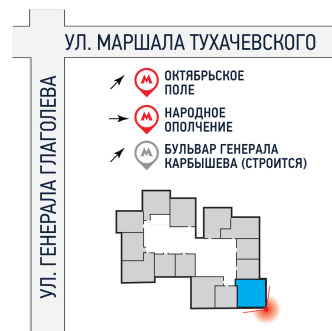 УЛ. МАРШАЛА ТУХАЧЕВСКОГО
УЛ. ГЕНЕРАЛА ГЛАГОЛЕВА
М ОКТЯБРЬСКОЕ
ПОЛЕ
М НАРОДНОЕ
ОПОЛЧЕНИЕ
М БУЛЬВАР ГЕНЕРАЛА
КАРБЫШЕВА (СТРОИТСЯ)